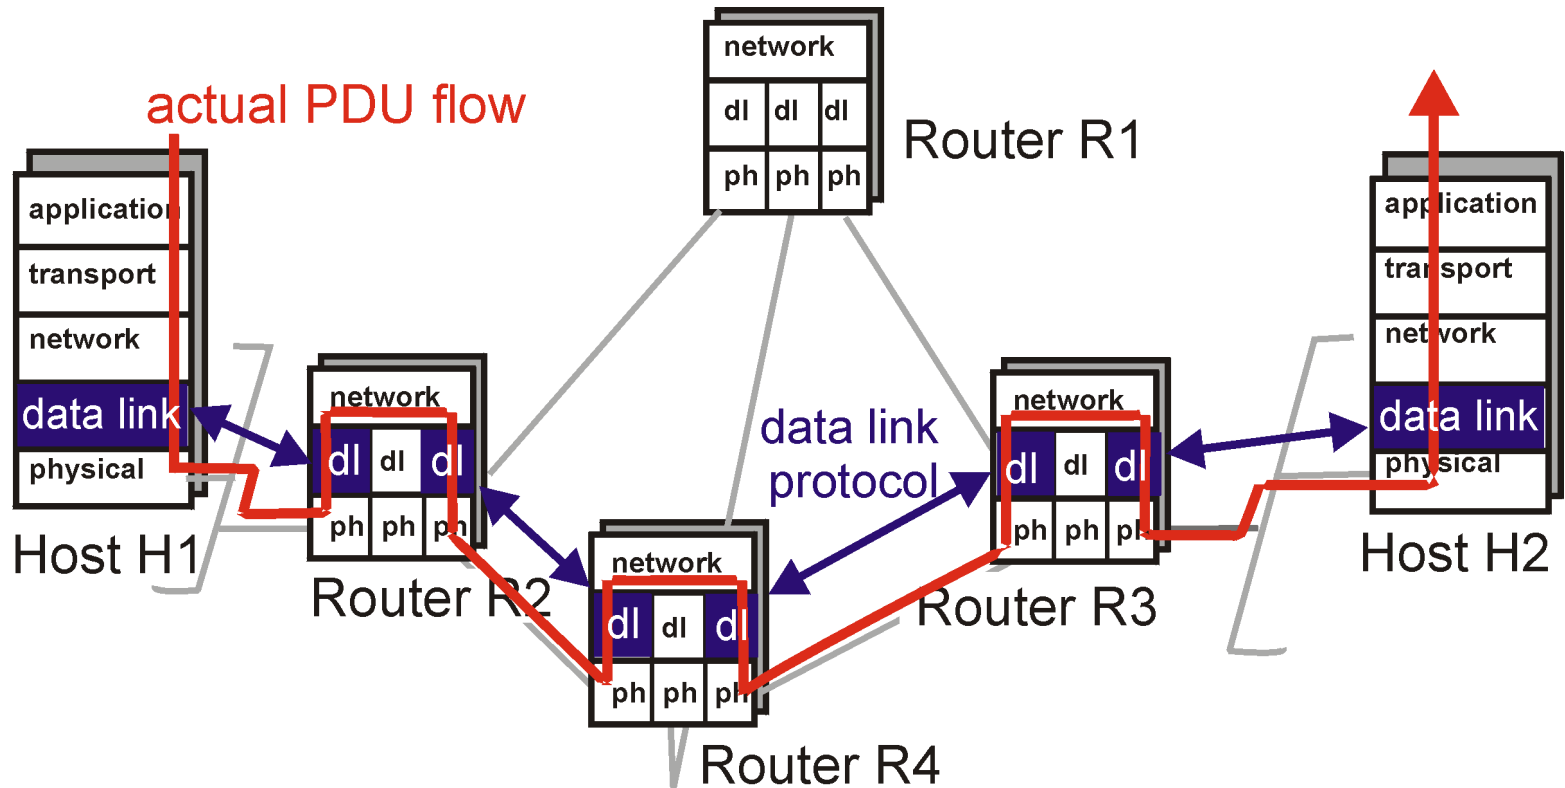 actual PDU flow
application
transport
network
data link
physical
Host H1
network
dl dl dl
ph ph ph
Router R2
network
dl dl dl
ph ph ph
Router R1
data link
protocol
network
dl dl dl
ph ph ph
Router R4
network
dl dl dl
ph ph ph
Router R3
application
transport
network
data link
physical
Host H2